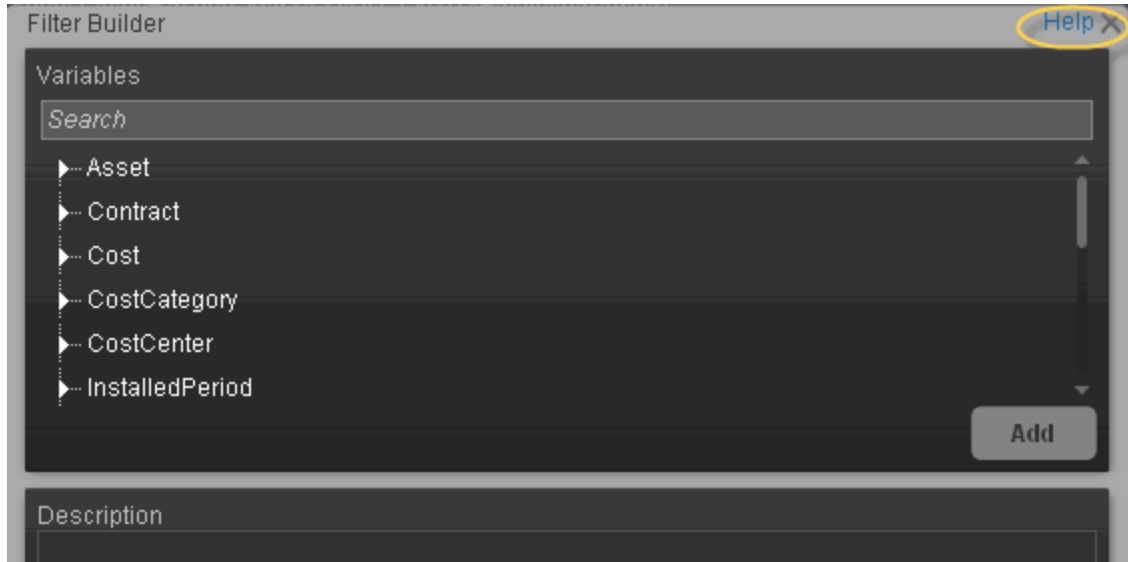 Filter Builder Help
Variables
Search
Asset
Contract
Cost
CostCategory
CostCenter
InstalledPeriod
Add
Description